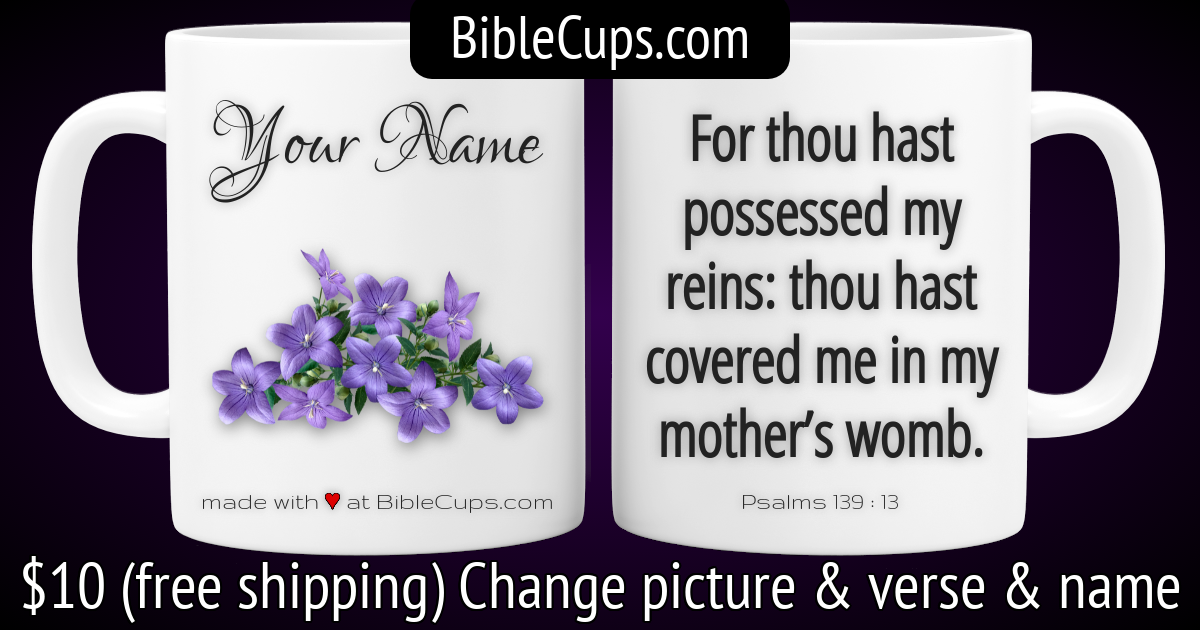 BibleCups.com
Your Name
made with ♥ at BibleCups.com
For thou hast
possessed my
reins: thou hast
covered me in my
mother’s womb.
Psalms 139 : 13
$10 (free shipping) Change picture & verse & name